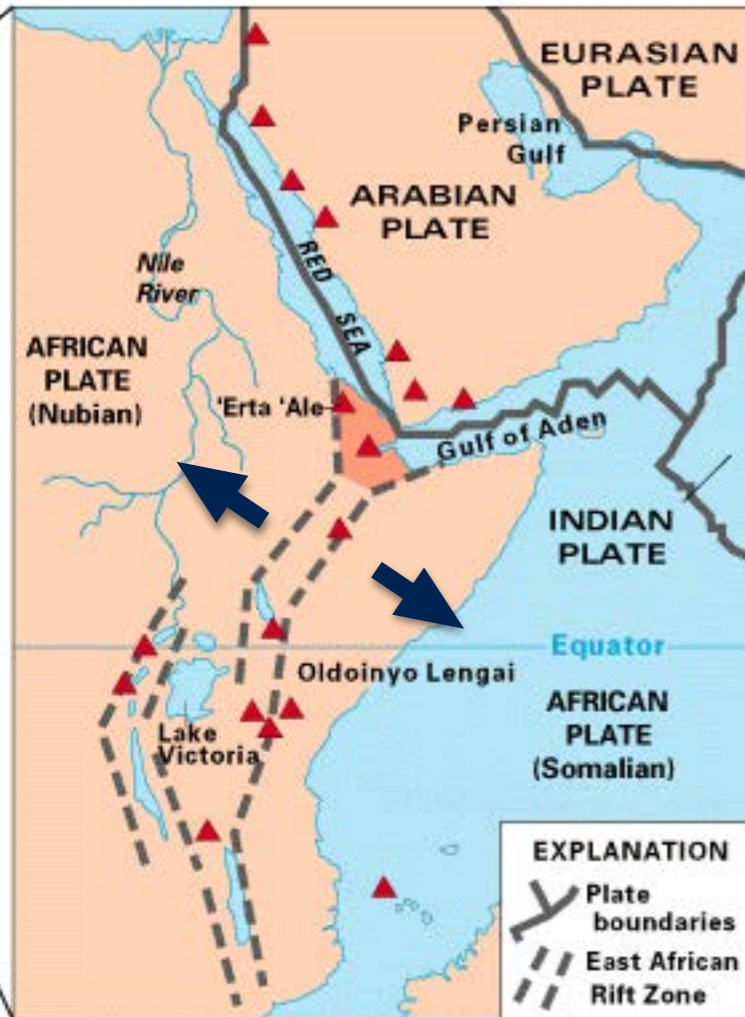 EURASIAN
PLATE
Persian
Gulf
ARABIAN
PLATE
RED
SEA
Nile
River
AFRICAN
PLATE
(Nubian)
'Erta 'Ale
Gulf of Aden
INDIAN
PLATE
Equator
Oldoinyo Lengai
AFRICAN
PLATE
(Somalian)
Lake
Victoria
EXPLANATION
Plate
boundaries
East African
Rift Zone